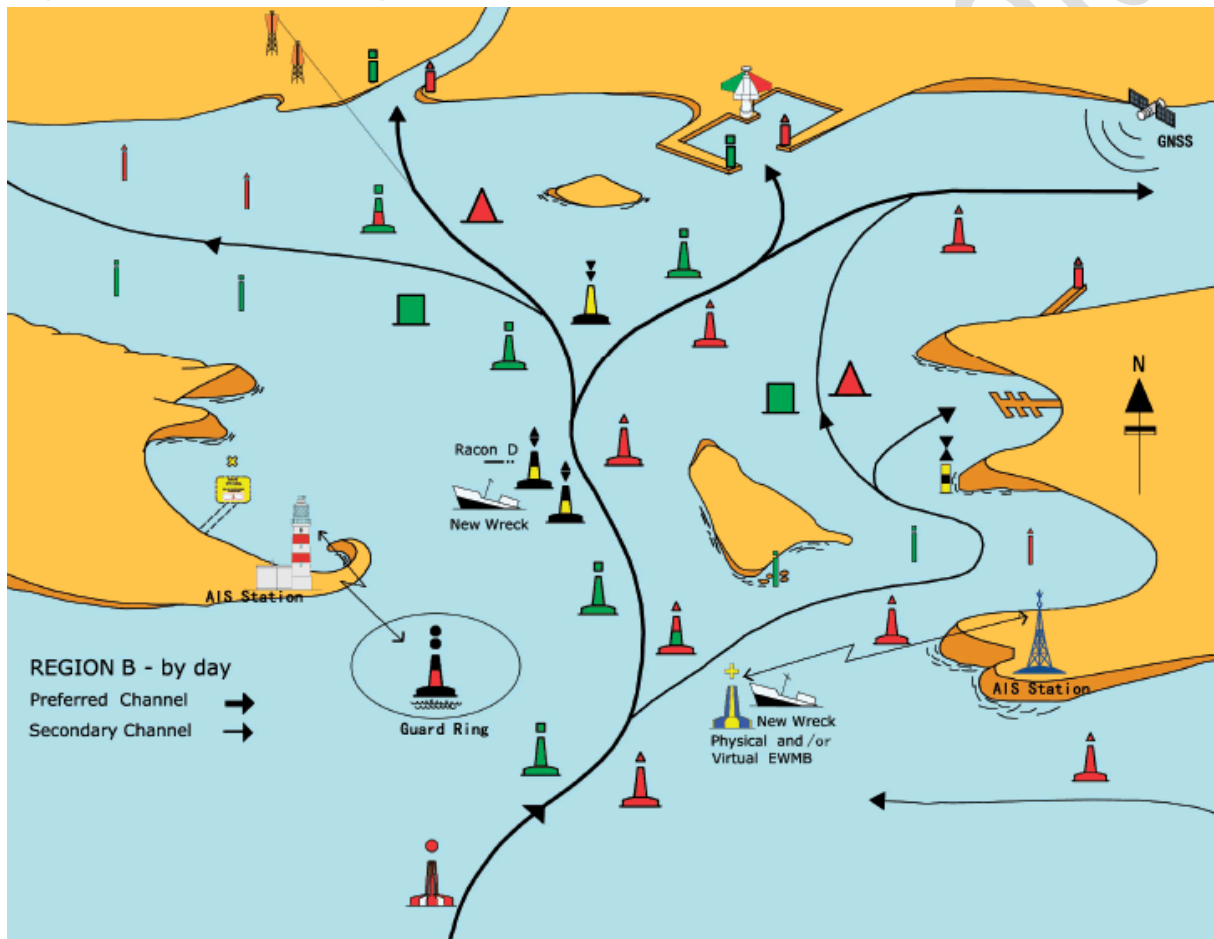 GNSS
N
Racon D
New Wreck
AIS Station
REGION B - by day
Preferred Channel
Secondary Channel
Guard Ring
New Wreck
Physical and/or
Virtual EWMB
AIS Station